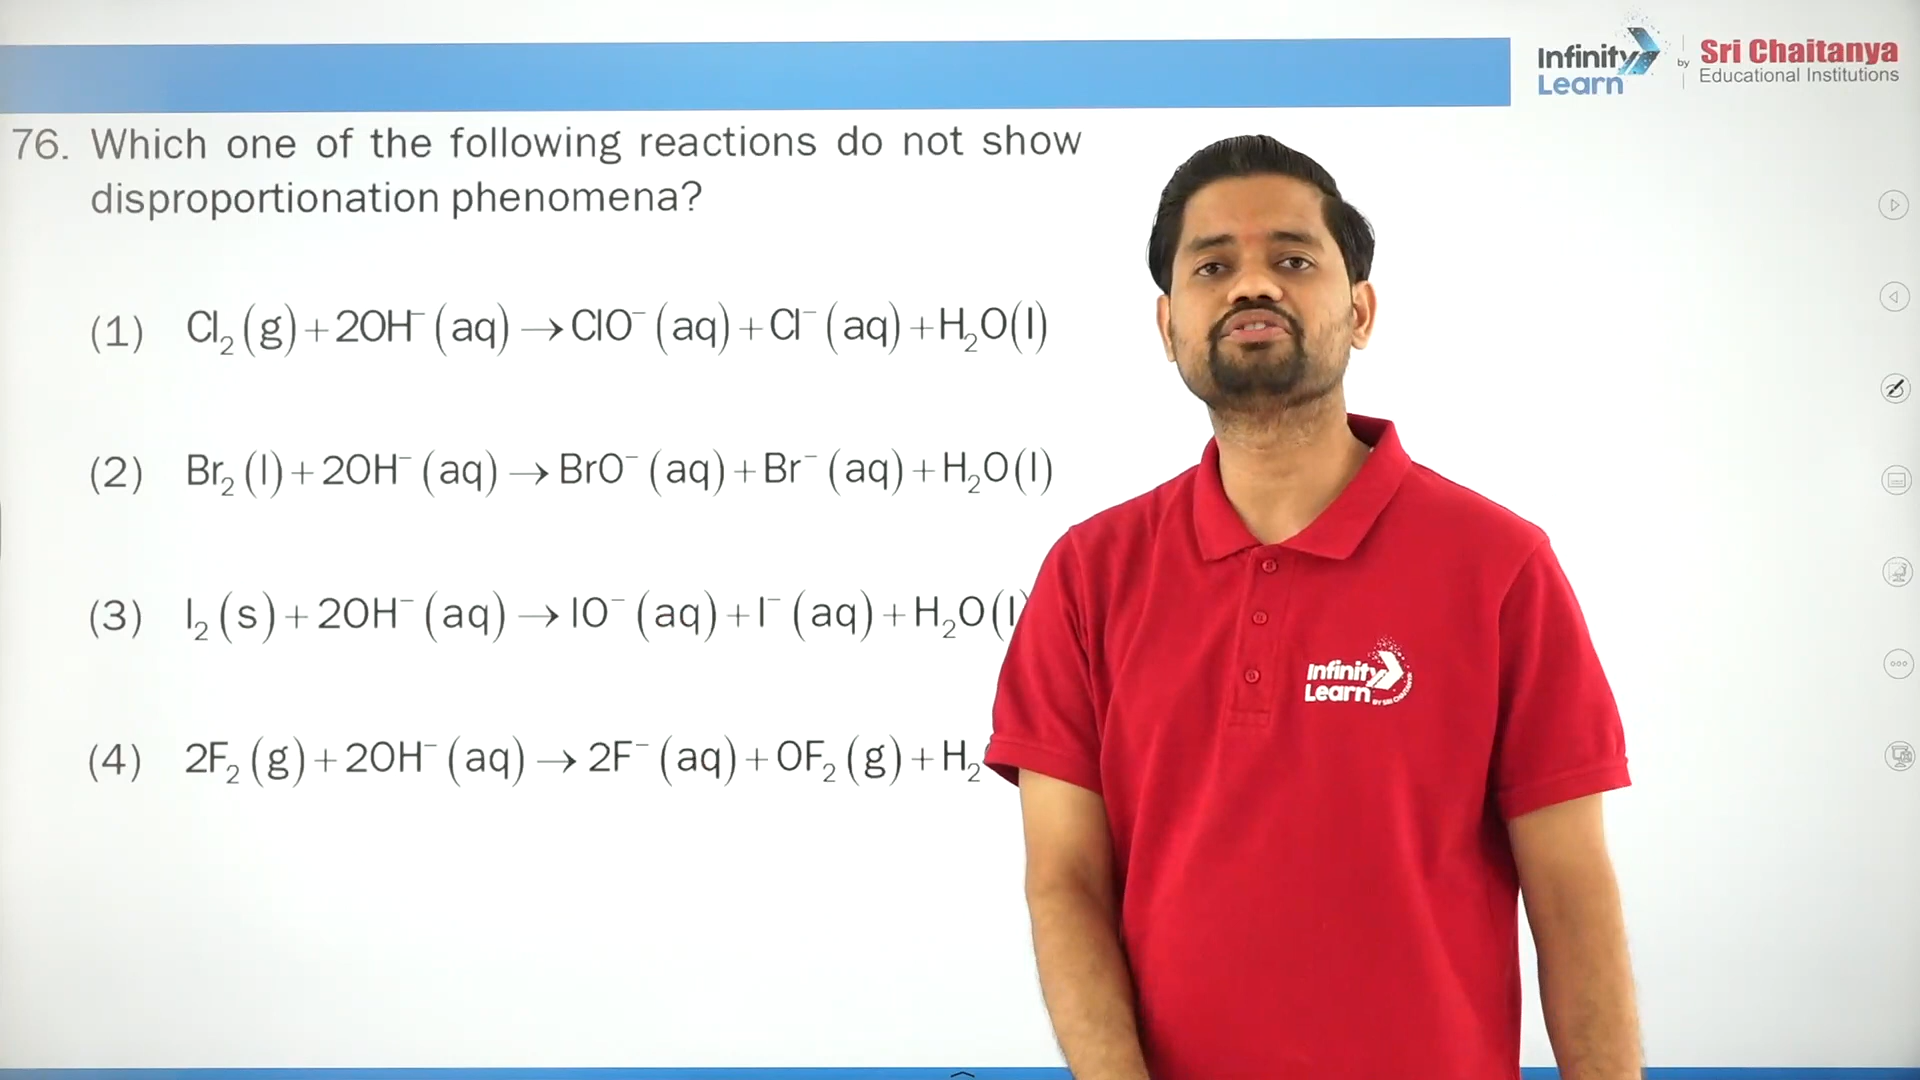 Infinity Learn by Sri Chaitanya Educational Institutions
76. Which one of the following reactions do not show
disproportionation phenomena?
(1) Cl₂(g)+2OH⁻(aq)→ClO⁻(aq)+Cl⁻(aq)+H₂O(l)
(2) Br₂(l)+2OH⁻(aq)→BrO⁻(aq)+Br⁻(aq)+H₂O(l)
(3) I₂(s)+2OH⁻(aq)→IO⁻(aq)+I⁻(aq)+H₂O(l
(4) 2F₂(g)+2OH⁻(aq)→2F⁻(aq)+OF₂(g)+H₂
Infinity
Learn